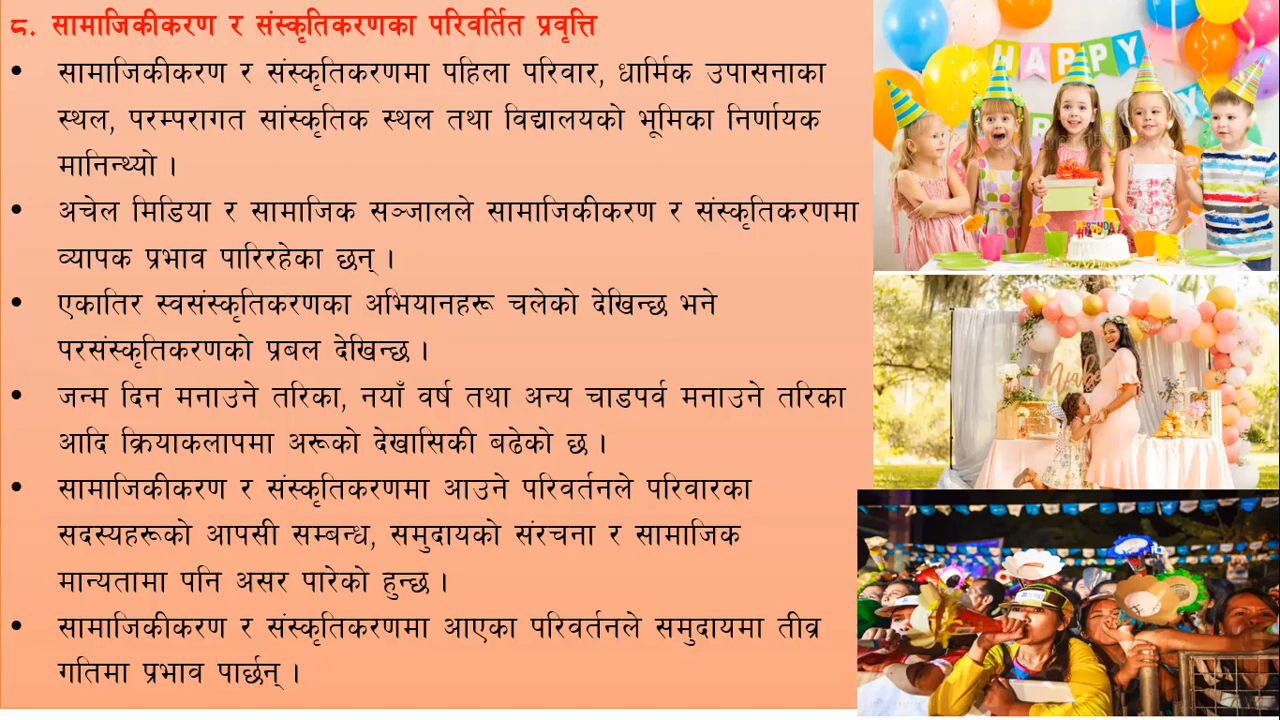 ८. सामाजिकीकरण र संस्कृतिकरणका परिवर्तित प्रवृत्ति
• सामाजिकीकरण र संस्कृतिकरणमा पहिला परिवार, धार्मिक उपासनाका
स्थल, परम्परागत सांस्कृतिक स्थल तथा विद्यालयको भूमिका निर्णायक
मानिन्थ्यो ।
• अचेल मिडिया र सामाजिक सञ्जालले सामाजिकीकरण र संस्कृतिकरणमा
व्यापक प्रभाव पारिरहेका छन् ।
• एकातिर स्वसंस्कृतिकरणका अभियानहरू चलेको देखिन्छ भने
परसंस्कृतिकरणको प्रबल देखिन्छ ।
• जन्म दिन मनाउने तरिका, नयाँ वर्ष तथा अन्य चाडपर्व मनाउने तरिका
आदि क्रियाकलापमा अरूको देखासिकी बढेको छ ।
• सामाजिकीकरण र संस्कृतिकरणमा आउने परिवर्तनले परिवारका
सदस्यहरूको आपसी सम्बन्ध, समुदायको संरचना र सामाजिक
मान्यतामा पनि असर पारेको हुन्छ ।
• सामाजिकीकरण र संस्कृतिकरणमा आएका परिवर्तनले समुदायमा तीव्र
गतिमा प्रभाव पार्छन् ।
HAPPY